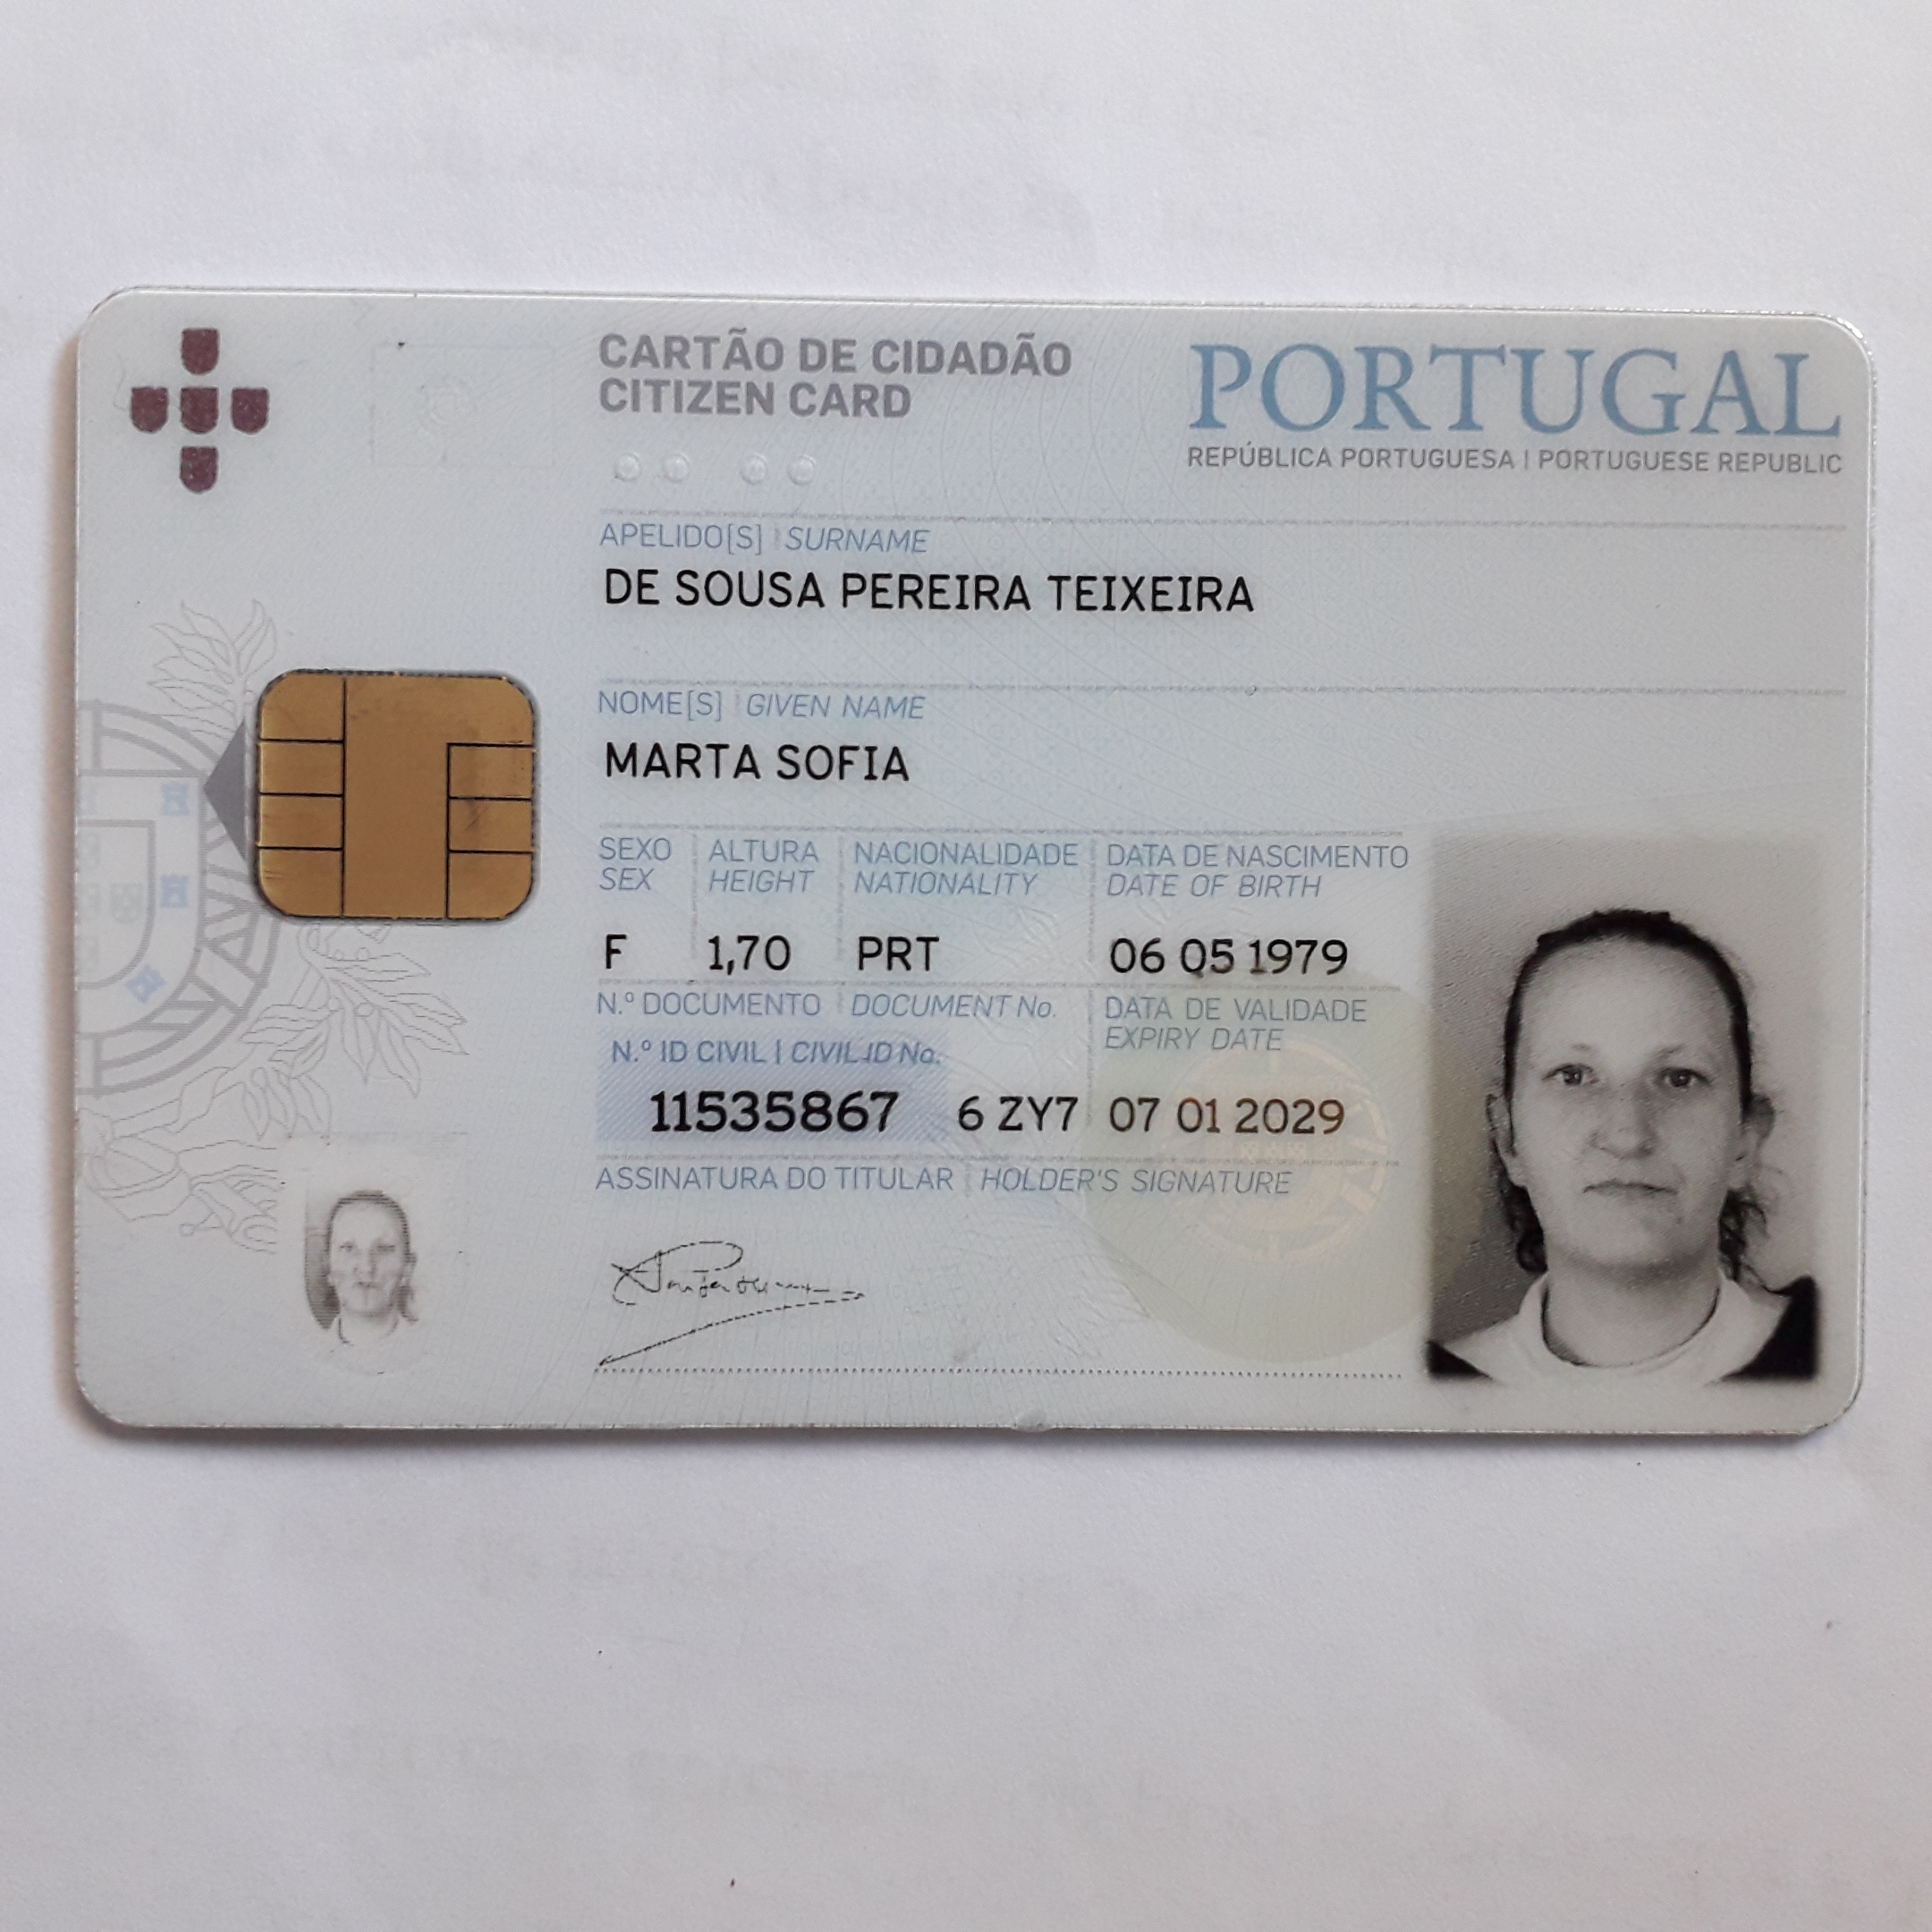 CARTÃO DE CIDADÃO
CITIZEN CARD
PORTUGAL
REPÚBLICA PORTUGUESA | PORTUGUESE REPUBLIC
APELIDO[S] | SURNAME
DE SOUSA PEREIRA TEIXEIRA
NOME[S] | GIVEN NAME
MARTA SOFIA
SEXO ALTURA NACIONALIDADE DATA DE NASCIMENTO
SEX HEIGHT NATIONALITY DATE OF BIRTH
F 1,70 PRT 06 05 1979
N.º DOCUMENTO | DOCUMENT No. DATA DE VALIDADE
EXPIRY DATE
N.º ID CIVIL | CIVIL ID No.
11535867 6 ZY7 07 01 2029
ASSINATURA DO TITULAR | HOLDER'S SIGNATURE